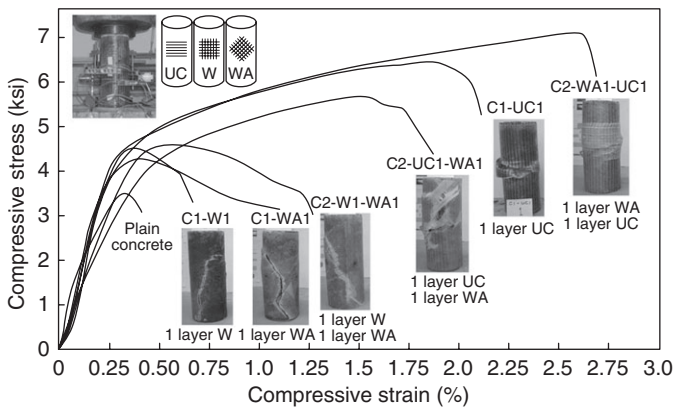 Compressive stress (ksi)
7
6
5
4
3
2
1
0
UC W WA
Plain
concrete
C1-W1
1 layer W
C1-WA1
1 layer WA
C2-W1-WA1
1 layer W
1 layer WA
C2-UC1-WA1
1 layer UC
1 layer WA
C1-UC1
1 layer UC
C2-WA1-UC1
1 layer WA
1 layer UC
0 0.25 0.50 0.75 1.0 1.25 1.5 1.75 2.0 2.25 2.5 2.75 3.0
Compressive strain (%)